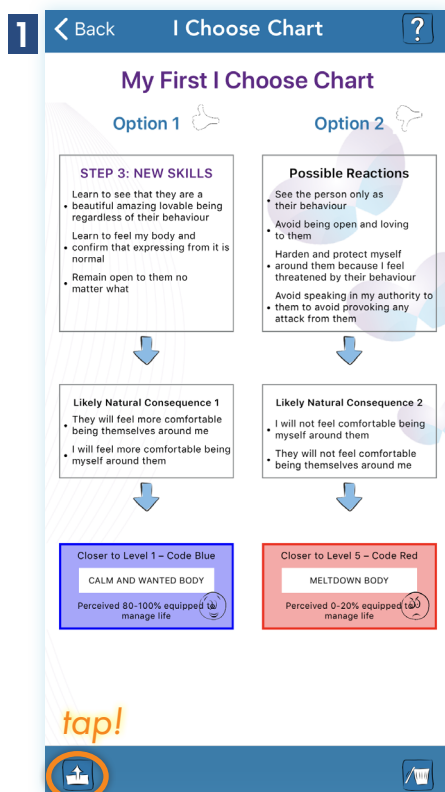 1
Back
I Choose Chart
?
My First I Choose Chart
Option 1
Option 2
STEP 3: NEW SKILLS
Learn to see that they are a
• beautiful amazing lovable being
regardless of their behaviour
Learn to feel my body and
• confirm that expressing from it is
normal
• Remain open to them no
matter what
Possible Reactions
• See the person only as
their behaviour
• Avoid being open and loving
to them
Harden and protect myself
• around them because I feel
threatened by their behaviour
Avoid speaking in my authority to
• them to avoid provoking any
attack from them
Likely Natural Consequence 1
• They will feel more comfortable
being themselves around me
• I will feel more comfortable being
myself around them
Likely Natural Consequence 2
• I will not feel comfortable being
myself around them
• They will not feel comfortable
being themselves around me
Closer to Level 1 – Code Blue
CALM AND WANTED BODY
Perceived 80-100% equipped to
manage life
Closer to Level 5 – Code Red
MELTDOWN BODY
Perceived 0-20% equipped to
manage life
tap!